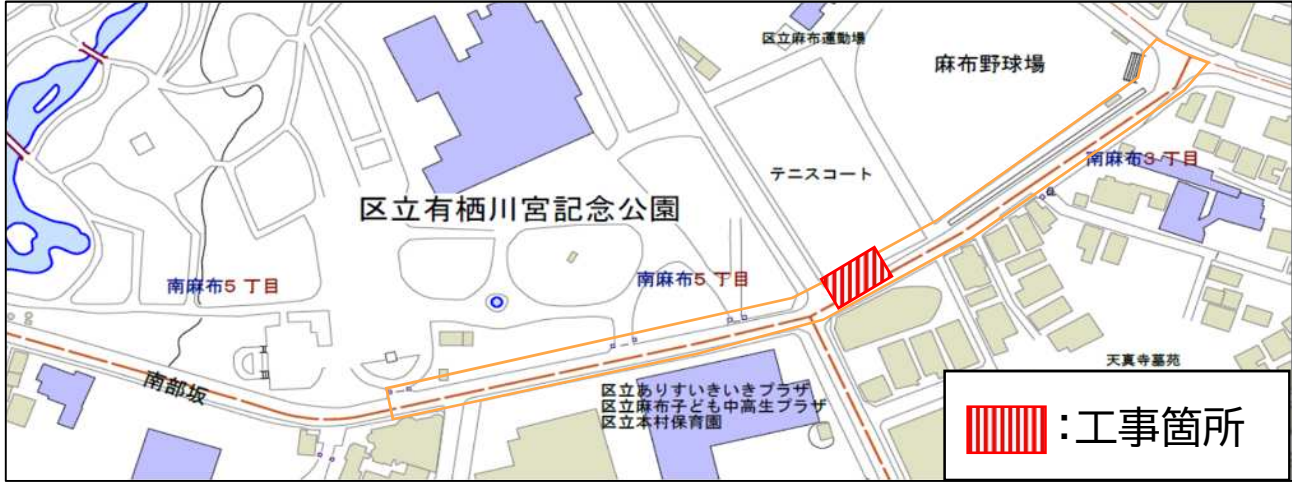 区立麻布運動場
麻布野球場
南麻布3 丁目
テニスコート
区立有栖川宮記念公園
南麻布5 丁目
南麻布5 丁目
天真寺墓苑
南部坂
区立ありすいきいきプラザ
区立麻布子ども中高生プラザ
区立本村保育園
:工事箇所